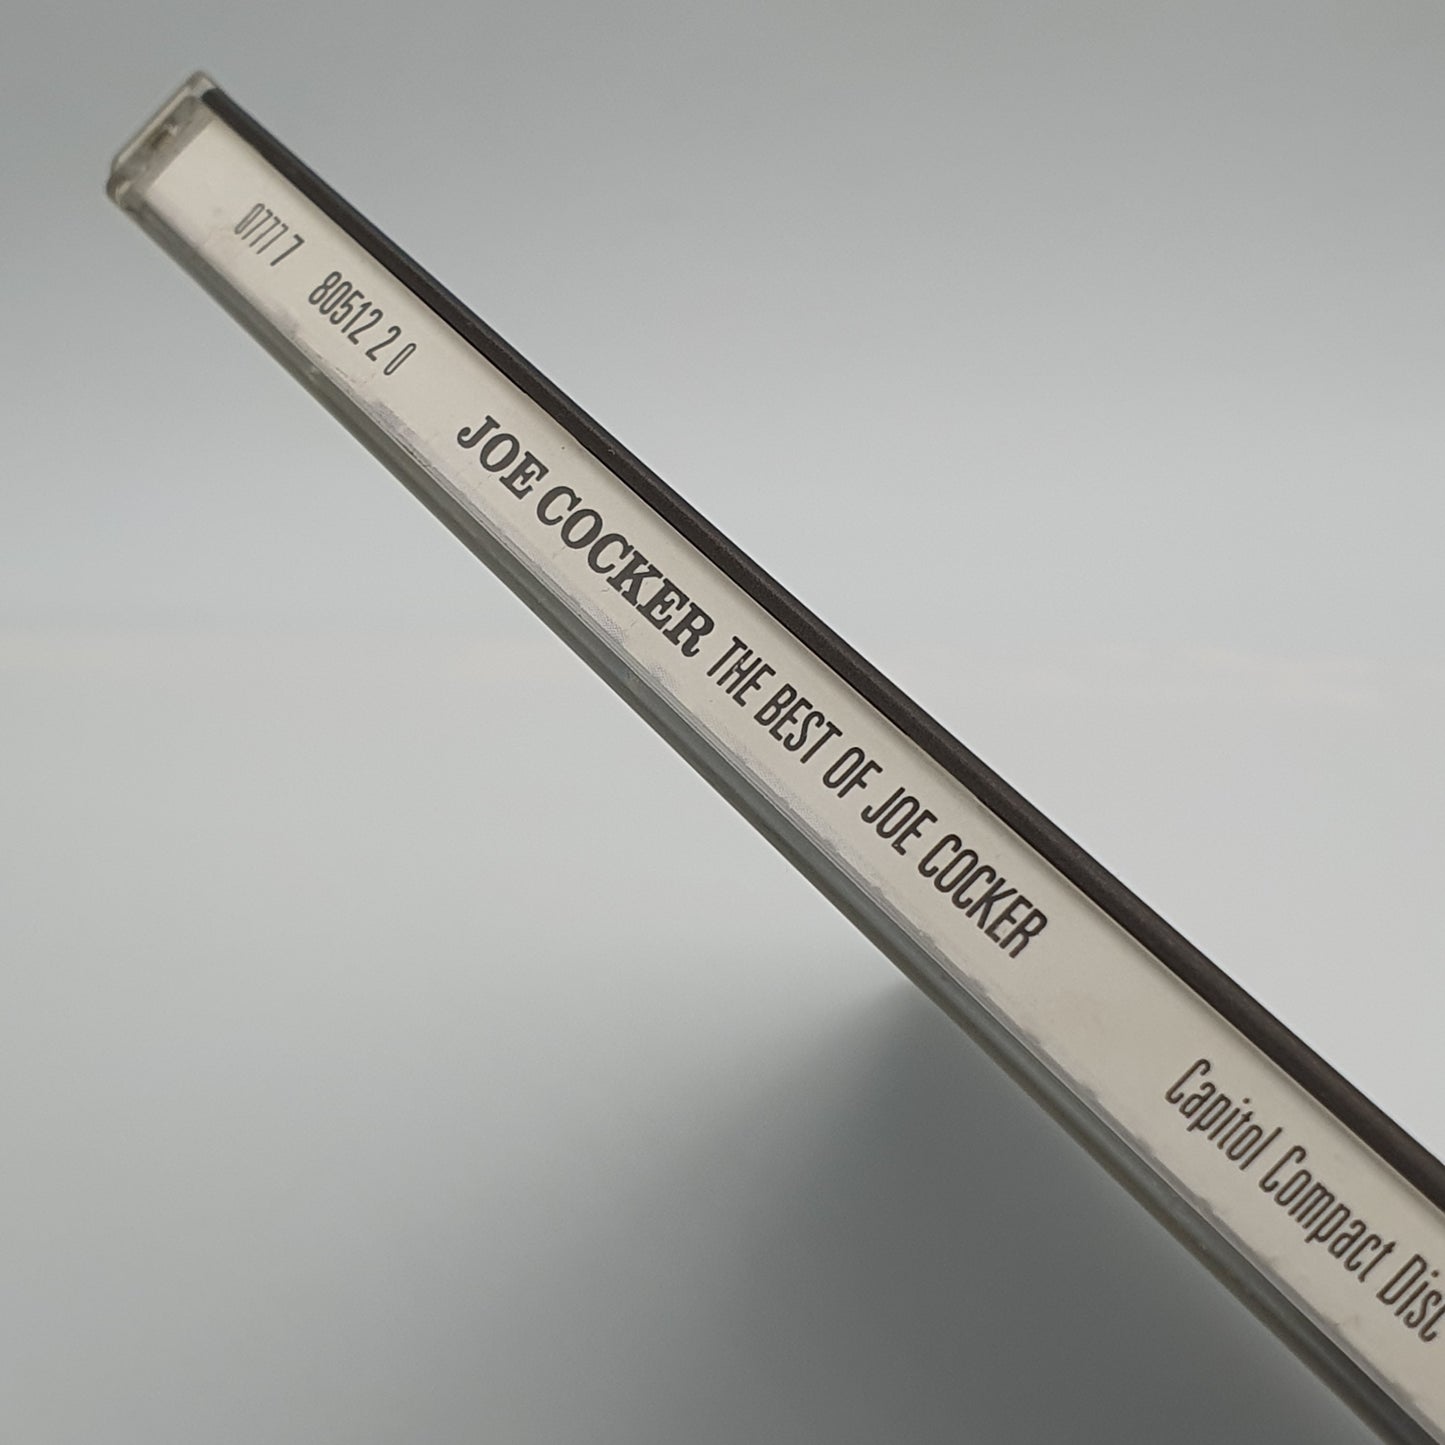 0777 7 80512 2 0 JOE COCKER THE BEST OF JOE COCKER Capitol Compact Disc